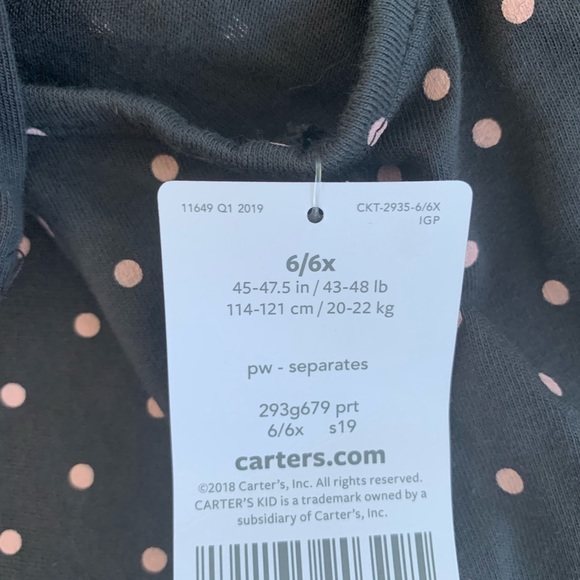 11649 Q1 2019 CKT-2935-6/6X
IGP
6/6x
45-47.5 in / 43-48 lb
114-121 cm / 20-22 kg
pw - separates
293g679 prt
6/6x s19
carters.com
©2018 Carter's, Inc. All rights reserved.
CARTER'S KID is a trademark owned by a
subsidiary of Carter's, Inc.